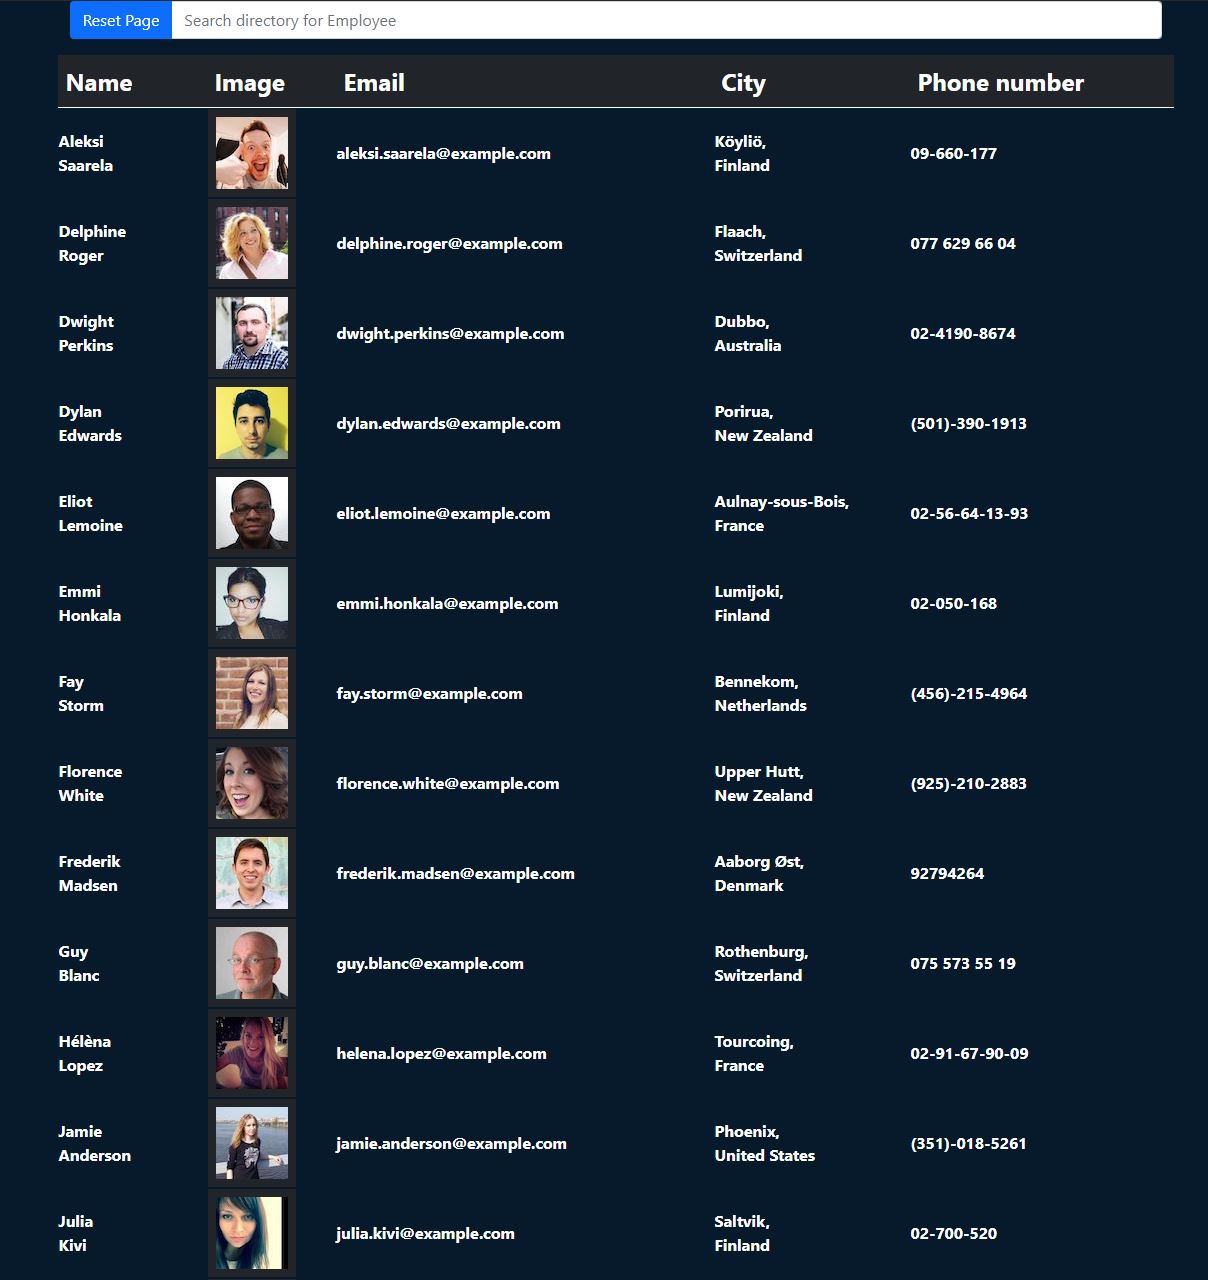 Reset Page Search directory for Employee
Name Image Email City Phone number
Aleksi
Saarela
aleksi.saarela@example.com
Köyliö,
Finland
09-660-177
Delphine
Roger
delphine.roger@example.com
Flaach,
Switzerland
077 629 66 04
Dwight
Perkins
dwight.perkins@example.com
Dubbo,
Australia
02-4190-8674
Dylan
Edwards
dylan.edwards@example.com
Porirua,
New Zealand
(501)-390-1913
Eliot
Lemoine
eliot.lemoine@example.com
Aulnay-sous-Bois,
France
02-56-64-13-93
Emmi
Honkala
emmi.honkala@example.com
Lumijoki,
Finland
02-050-168
Fay
Storm
fay.storm@example.com
Bennekom,
Netherlands
(456)-215-4964
Florence
White
florence.white@example.com
Upper Hutt,
New Zealand
(925)-210-2883
Frederik
Madsen
frederik.madsen@example.com
Aaborg Øst,
Denmark
92794264
Guy
Blanc
guy.blanc@example.com
Rothenburg,
Switzerland
075 573 55 19
Hélèna
Lopez
helena.lopez@example.com
Tourcoing,
France
02-91-67-90-09
Jamie
Anderson
jamie.anderson@example.com
Phoenix,
United States
(351)-018-5261
Julia
Kivi
julia.kivi@example.com
Saltvik,
Finland
02-700-520